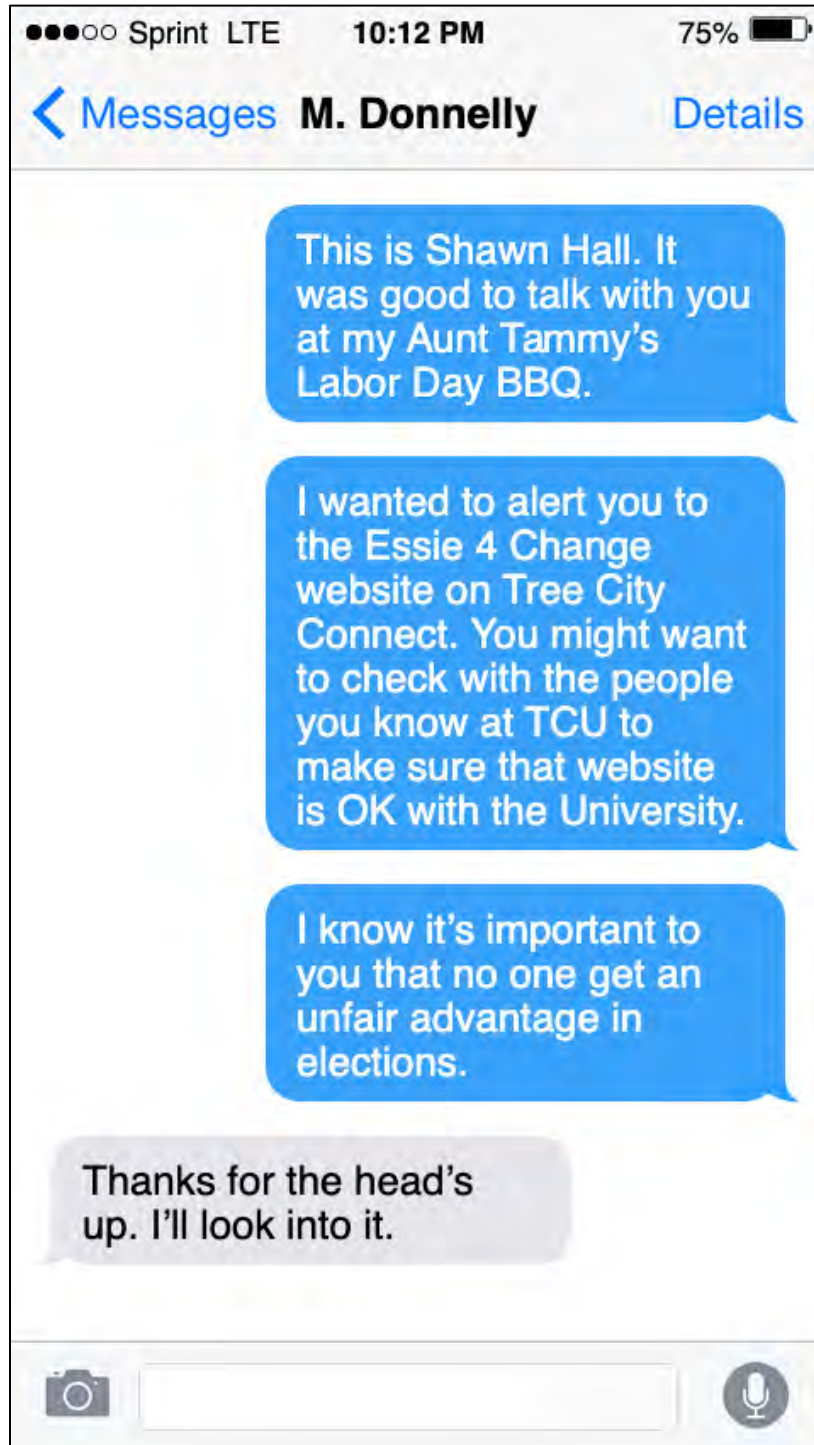 ●●●○○ Sprint LTE 10:12 PM 75%
Messages M. Donnelly Details
This is Shawn Hall. It
was good to talk with you
at my Aunt Tammy’s
Labor Day BBQ.
I wanted to alert you to
the Essie 4 Change
website on Tree City
Connect. You might want
to check with the people
you know at TCU to
make sure that website
is OK with the University.
I know it’s important to
you that no one get an
unfair advantage in
elections.
Thanks for the head’s
up. I’ll look into it.